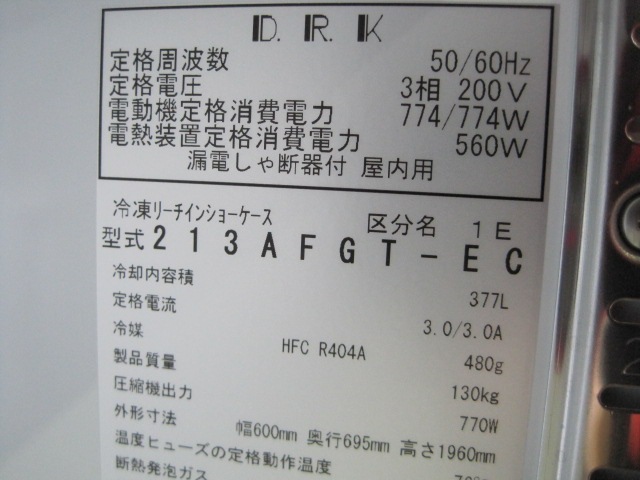 D. R. K
定格周波数 50/60Hz
定格電圧 3相 200V
電動機定格消費電力 774/774W
電熱装置定格消費電力 560W
漏電しゃ断器付 屋内用
冷凍リーチインショーケース 区分名 1E
型式 213AFGT-EC
冷却内容積 377L
定格電流 3.0/3.0A
冷媒 HFC R404A 480g
製品質量 130kg
圧縮機出力 770W
外形寸法 幅600mm 奥行695mm 高さ1960mm
温度ヒューズの定格動作温度
断熱発泡ガス